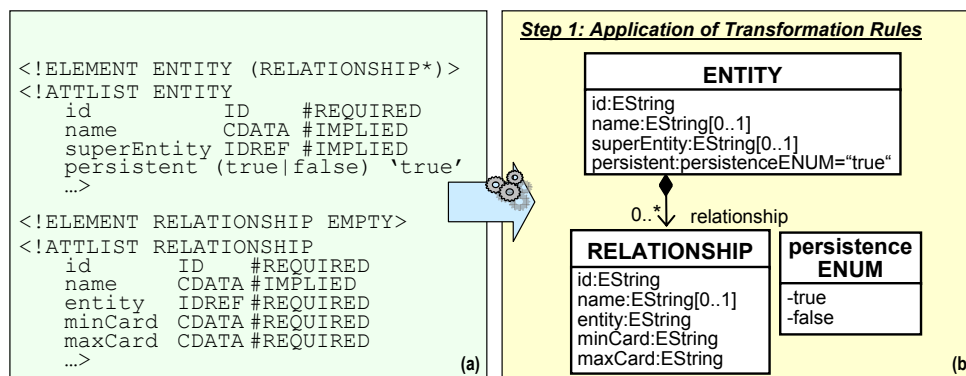 <!ELEMENT ENTITY (RELATIONSHIP*)>
<!ATTLIST ENTITY
id ID #REQUIRED
name CDATA #IMPLIED
superEntity IDREF #IMPLIED
persistent (true|false) ‘true’
…>
<!ELEMENT RELATIONSHIP EMPTY>
<!ATTLIST RELATIONSHIP
id ID #REQUIRED
name CDATA #IMPLIED
entity IDREF #REQUIRED
minCard CDATA #REQUIRED
maxCard CDATA #REQUIRED
…>
(a)
Step 1: Application of Transformation Rules
ENTITY
id:EString
name:EString[0..1]
superEntity:EString[0..1]
persistent:persistenceENUM=“true“
0..*
relationship
RELATIONSHIP
id:EString
name:EString[0..1]
entity:EString
minCard:EString
maxCard:EString
persistence
ENUM
-true
-false
(b